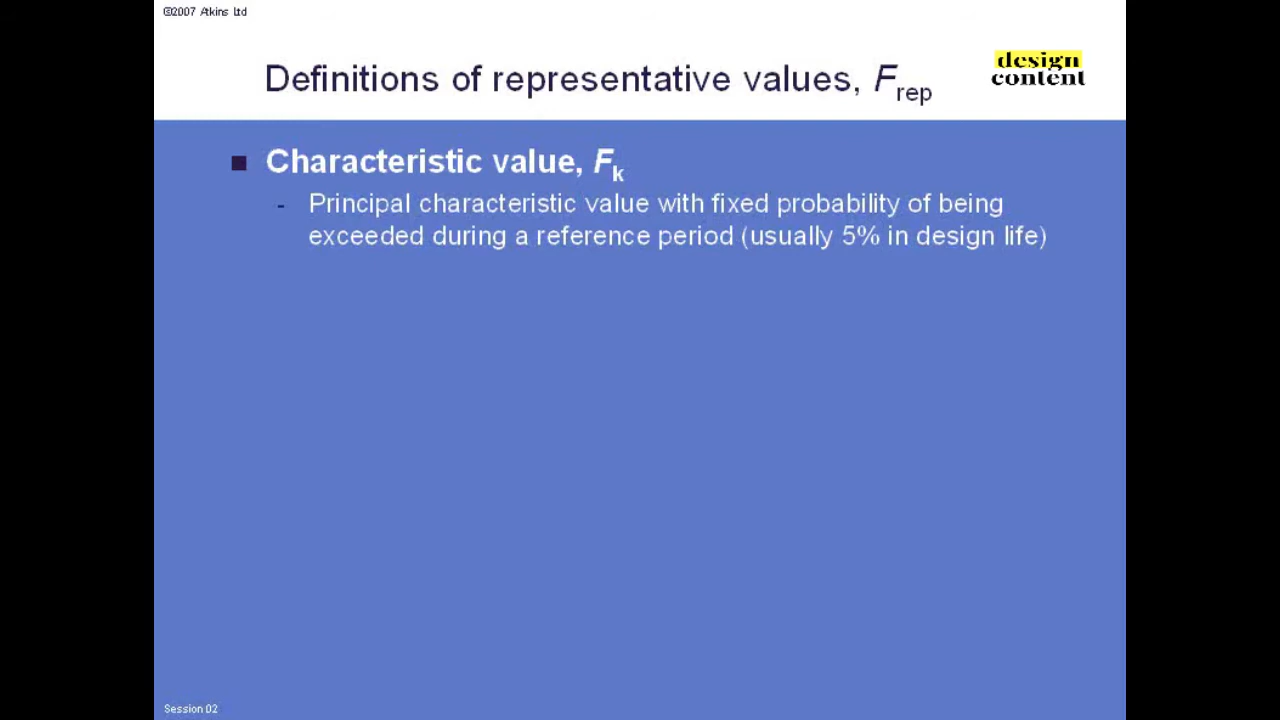 ©2007 Atkins Ltd
Definitions of representative values, Frep
design
content
Characteristic value, Fk
- Principal characteristic value with fixed probability of being
exceeded during a reference period (usually 5% in design life)
Session 02